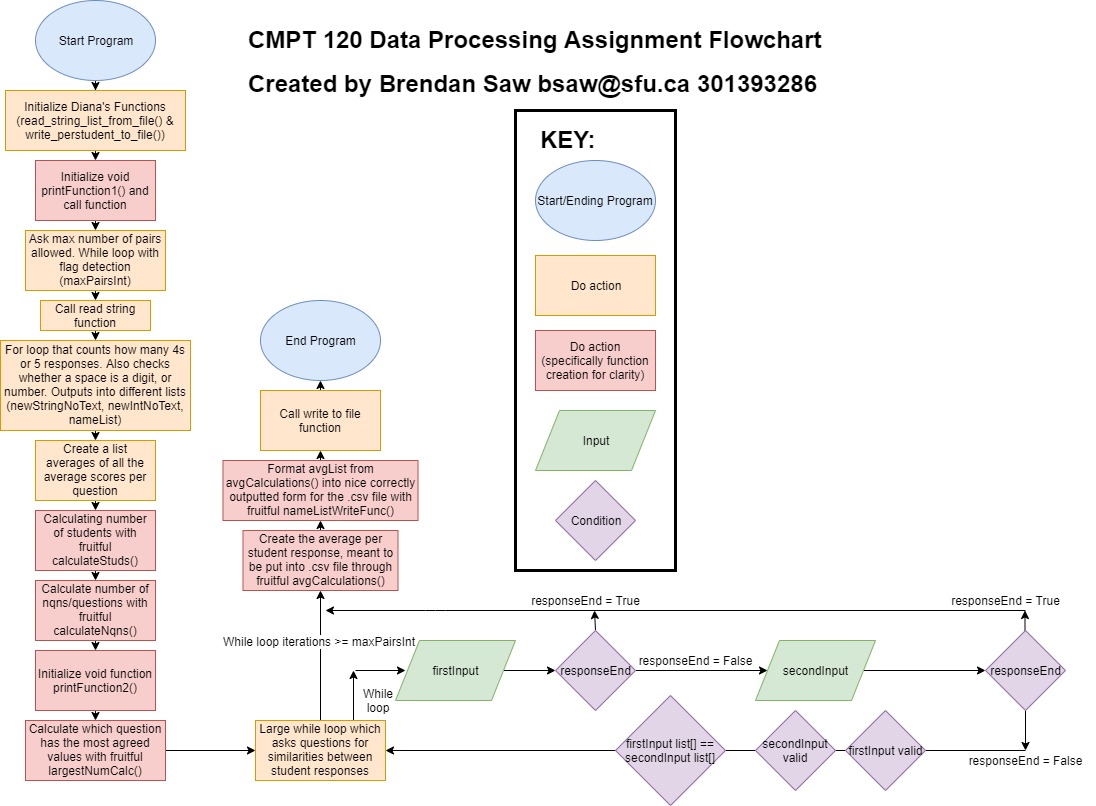 CMPT 120 Data Processing Assignment Flowchart
Created by Brendan Saw bsaw@sfu.ca 301393286
Start Program
Initialize Diana's Functions
(read_string_list_from_file() &
write_perstudent_to_file())
Initialize void
printFunction1() and
call function
Ask max number of pairs
allowed. While loop with
flag detection
(maxPairsInt)
Call read string
function
For loop that counts how many 4s
or 5 responses. Also checks
whether a space is a digit, or
number. Outputs into different lists
(newStringNoText, newIntNoText,
nameList)
Create a list
averages of all the
average scores per
question
Calculating number
of students with
fruitful
calculateStuds()
Calculate number of
nqns/questions with
fruitful
calculateNqns()
Initialize void function
printFunction2()
Calculate which question
has the most agreed
values with fruitful
largestNumCalc()
End Program
Call write to file
function
Format avgList from
avgCalculations() into nice correctly
outputted form for the .csv file with
fruitful nameListWriteFunc()
Create the average per
student response, meant to
be put into .csv file through
fruitful avgCalculations()
While loop iterations >= maxPairsInt
While
loop
Large while loop which
asks questions for
similarities between
student responses
KEY:
Start/Ending Program
Do action
Do action
(specifically function
creation for clarity)
Input
Condition
responseEnd = True
responseEnd = True
firstInput
responseEnd
responseEnd = False
secondInput
responseEnd
responseEnd = False
firstInput list[] ==
secondInput list[]
secondInput
valid
firstInput valid